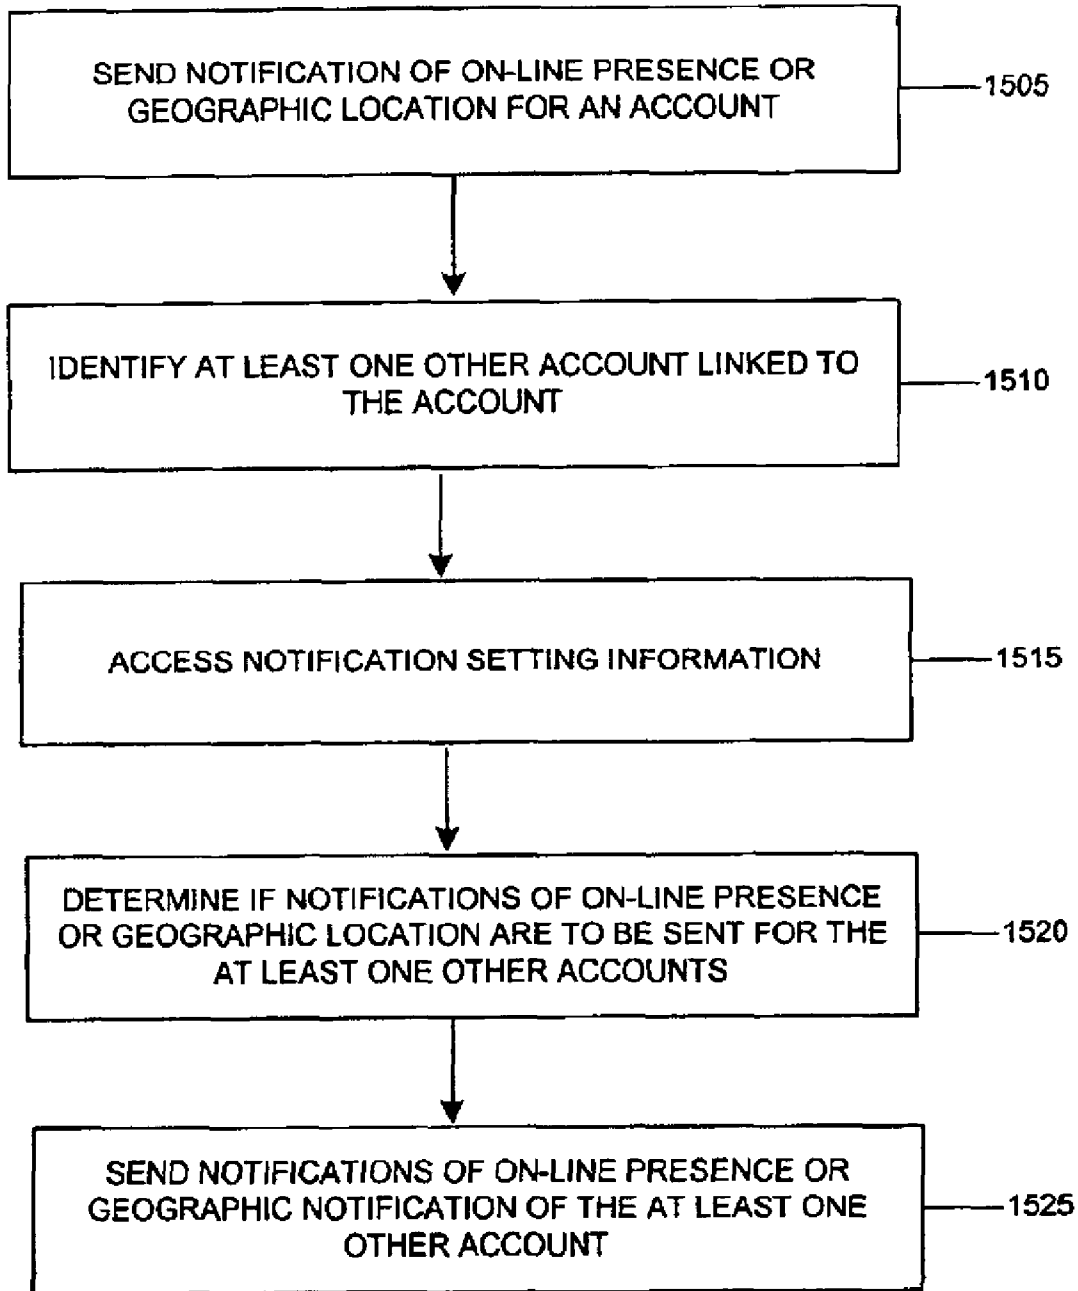 SEND NOTIFICATION OF ON-LINE PRESENCE OR
GEOGRAPHIC LOCATION FOR AN ACCOUNT
1505
IDENTIFY AT LEAST ONE OTHER ACCOUNT LINKED TO
THE ACCOUNT
1510
ACCESS NOTIFICATION SETTING INFORMATION
1515
DETERMINE IF NOTIFICATIONS OF ON-LINE PRESENCE
OR GEOGRAPHIC LOCATION ARE TO BE SENT FOR THE
AT LEAST ONE OTHER ACCOUNTS
1520
SEND NOTIFICATIONS OF ON-LINE PRESENCE OR
GEOGRAPHIC NOTIFICATION OF THE AT LEAST ONE
OTHER ACCOUNT
1525